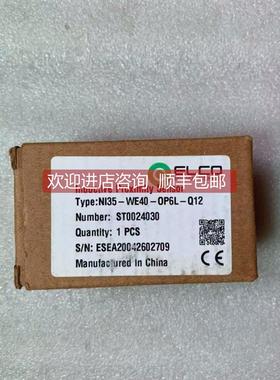 ELCO
Inductive Proximity Sensor
欢迎进店咨询 顺丰包邮
Type:NI35-WE40-OP6L-Q12
Number: ST0024030
Quantity: 1 PCS
S/N: ESEA20042602709
Manufactured in China